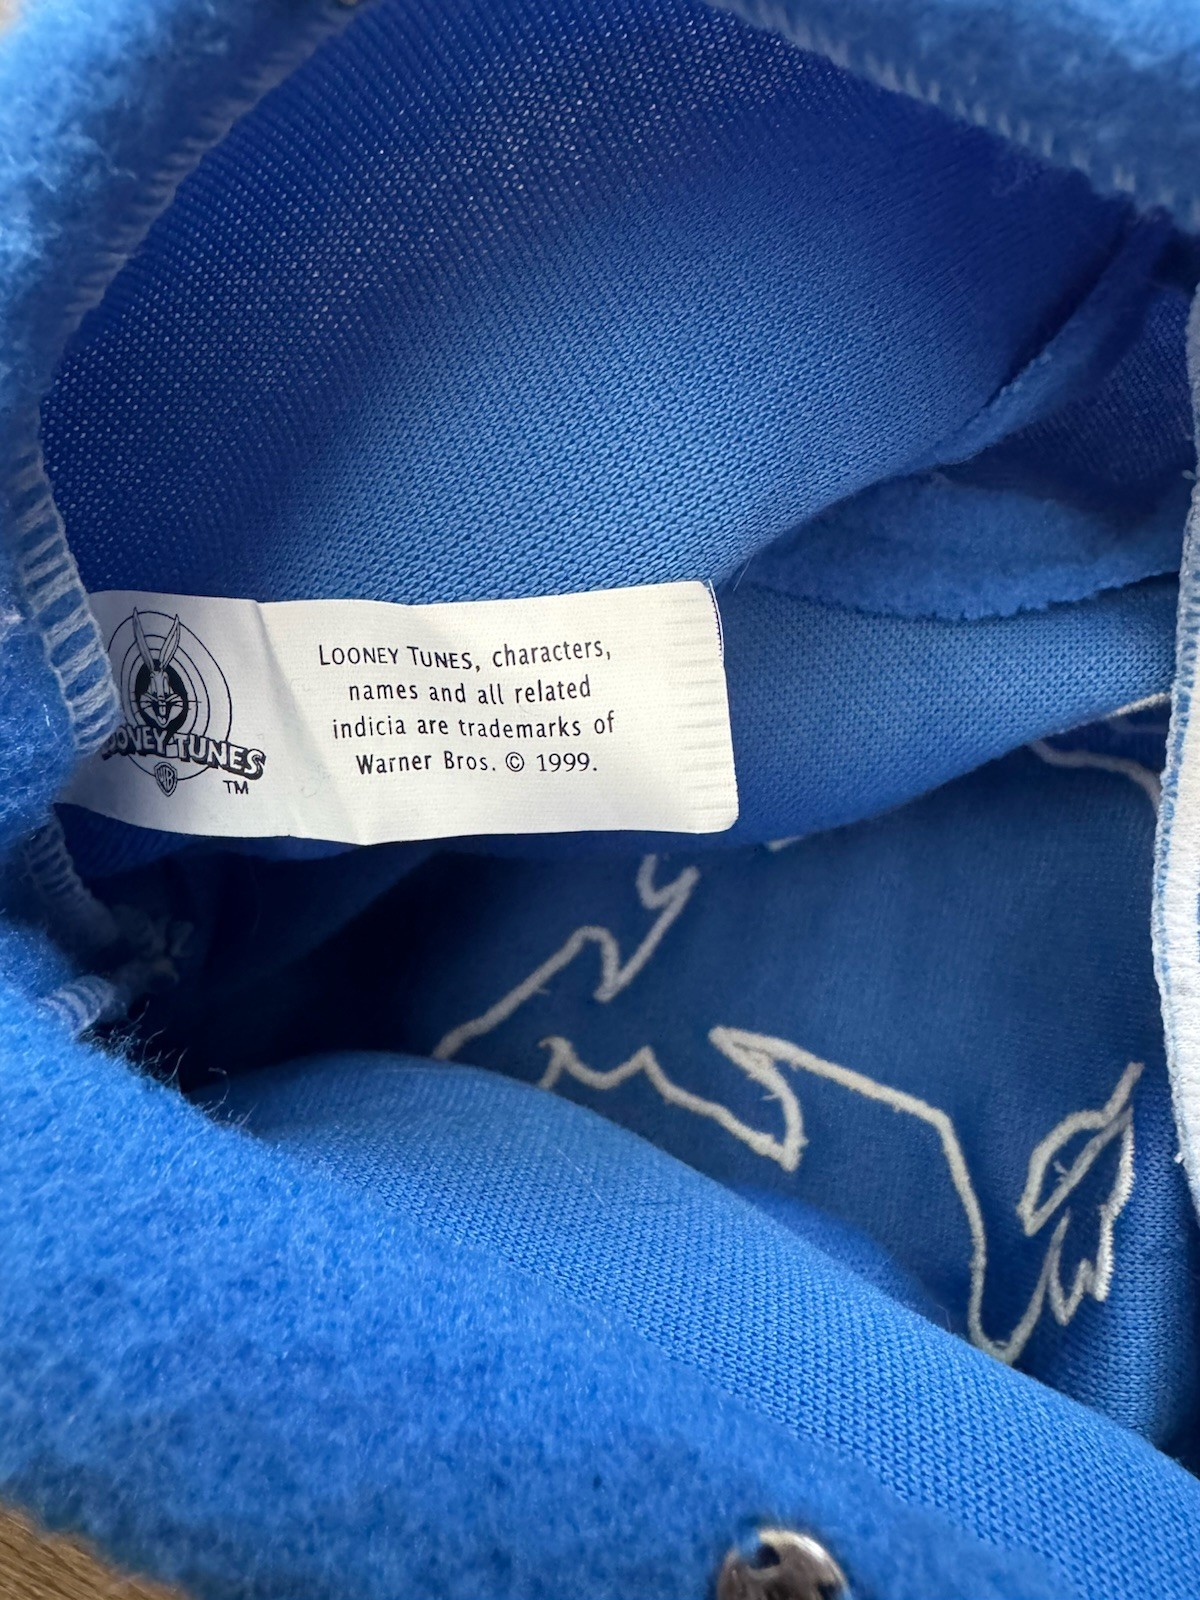 LOONEY TUNES
TM
LOONEY TUNES, characters,
names and all related
indicia are trademarks of
Warner Bros. © 1999.